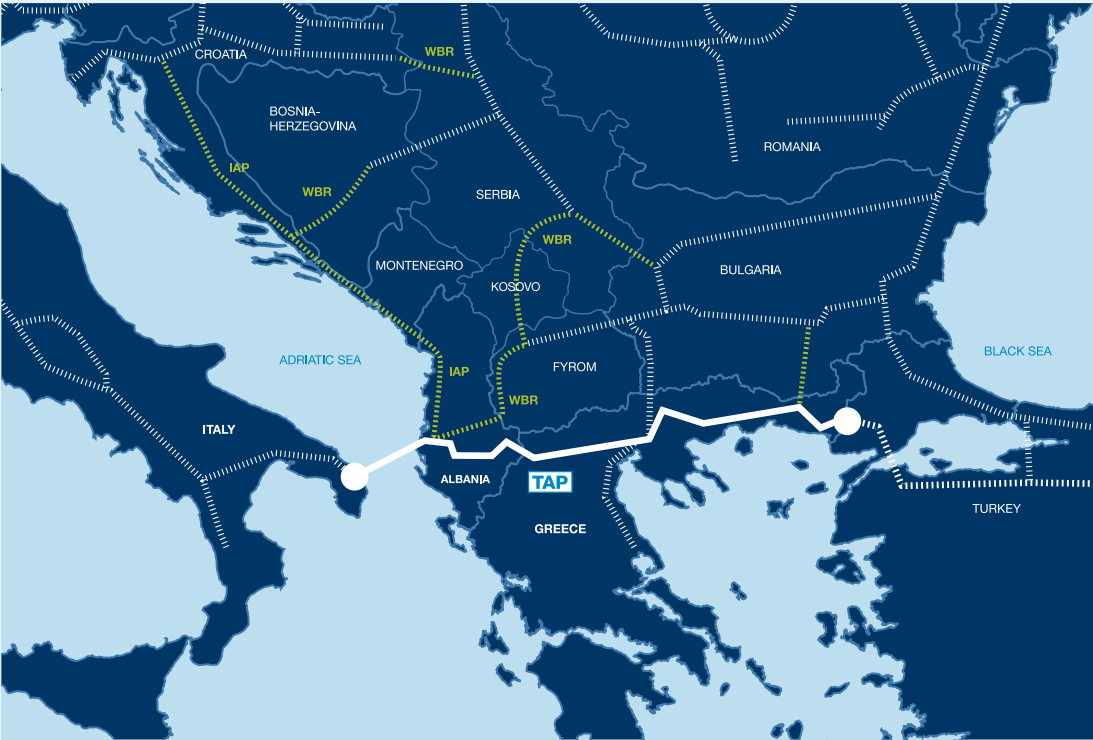 WBR
CROATIA
BOSNIA-
HERZEGOVINA
ROMANIA
IAP
WBR
SERBIA
WBR
MONTENEGRO
BULGARIA
KOSOVO
ADRIATIC SEA
BLACK SEA
IAP
FYROM
WBR
ITALY
ALBANIA
TAP
TURKEY
GREECE